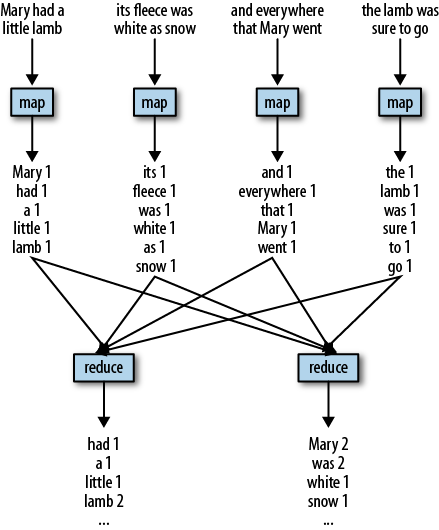 Mary had a
little lamb
its fleece was
white as snow
and everywhere
that Mary went
the lamb was
sure to go
map
map
map
map
Mary 1
had 1
a 1
little 1
lamb 1
its 1
fleece 1
was 1
white 1
as 1
snow 1
and 1
everywhere 1
that 1
Mary 1
went 1
the 1
lamb 1
was 1
sure 1
to 1
go 1
reduce
reduce
had 1
a 1
little 1
lamb 2
...
Mary 2
was 2
white 1
snow 1
...